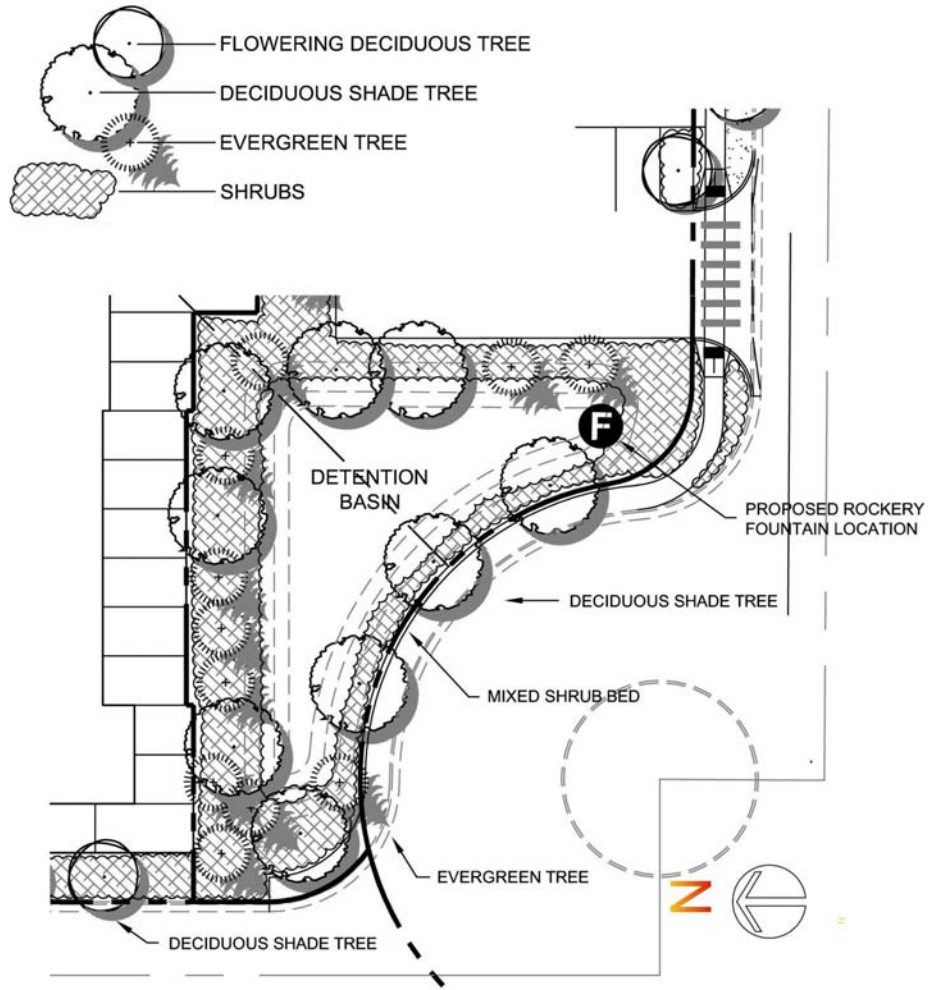 FLOWERING DECIDUOUS TREE
DECIDUOUS SHADE TREE
EVERGREEN TREE
SHRUBS
F
DETENTION
BASIN
PROPOSED ROCKERY
FOUNTAIN LOCATION
DECIDUOUS SHADE TREE
MIXED SHRUB BED
EVERGREEN TREE
N
DECIDUOUS SHADE TREE